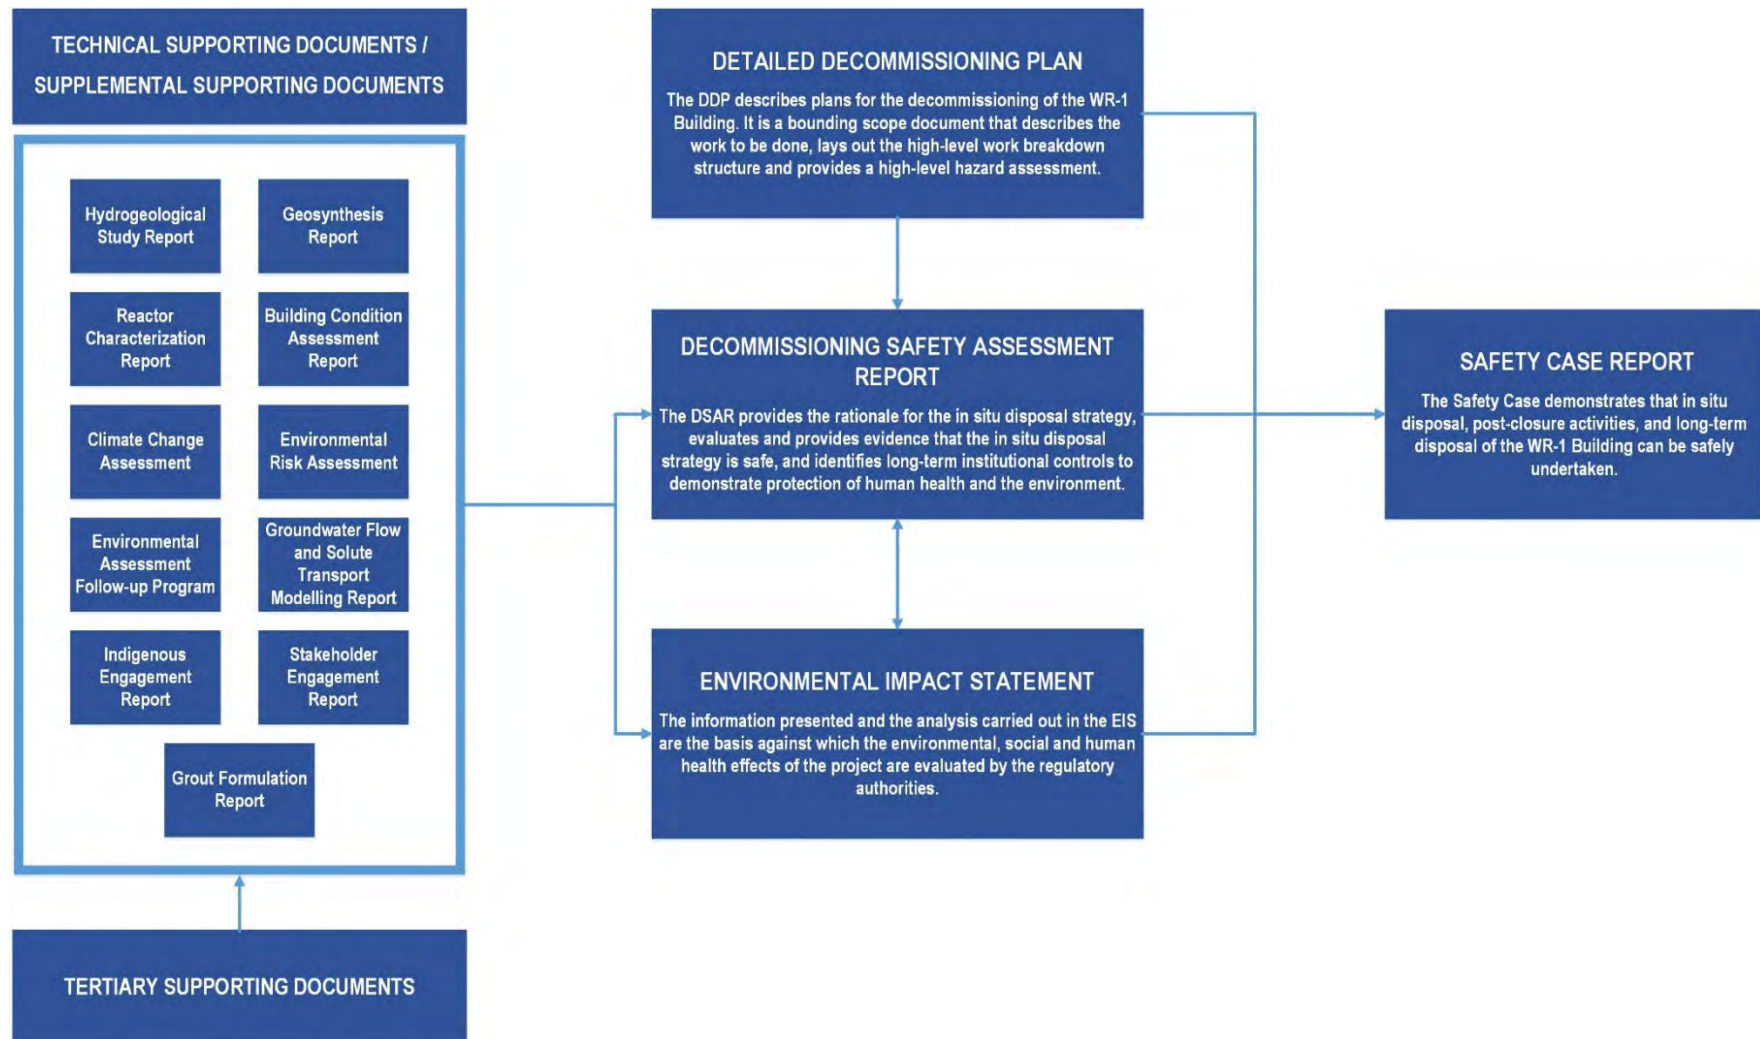 TECHNICAL SUPPORTING DOCUMENTS /
SUPPLEMENTAL SUPPORTING DOCUMENTS
Hydrogeological
Study Report
Geosynthesis
Report
Reactor
Characterization
Report
Building Condition
Assessment
Report
Climate Change
Assessment
Environmental
Risk Assessment
Environmental
Assessment
Follow-up Program
Groundwater Flow
and Solute
Transport
Modelling Report
Indigenous
Engagement
Report
Stakeholder
Engagement
Report
Grout Formulation
Report
TERTIARY SUPPORTING DOCUMENTS
DETAILED DECOMMISSIONING PLAN
The DDP describes plans for the decommissioning of the WR-1
Building. It is a bounding scope document that describes the
work to be done, lays out the high-level work breakdown
structure and provides a high-level hazard assessment.
DECOMMISSIONING SAFETY ASSESSMENT
REPORT
The DSAR provides the rationale for the in situ disposal strategy,
evaluates and provides evidence that the in situ disposal
strategy is safe, and identifies long-term institutional controls to
demonstrate protection of human health and the environment.
ENVIRONMENTAL IMPACT STATEMENT
The information presented and the analysis carried out in the EIS
are the basis against which the environmental, social and human
health effects of the project are evaluated by the regulatory
authorities.
SAFETY CASE REPORT
The Safety Case demonstrates that in situ
disposal, post-closure activities, and long-term
disposal of the WR-1 Building can be safely
undertaken.